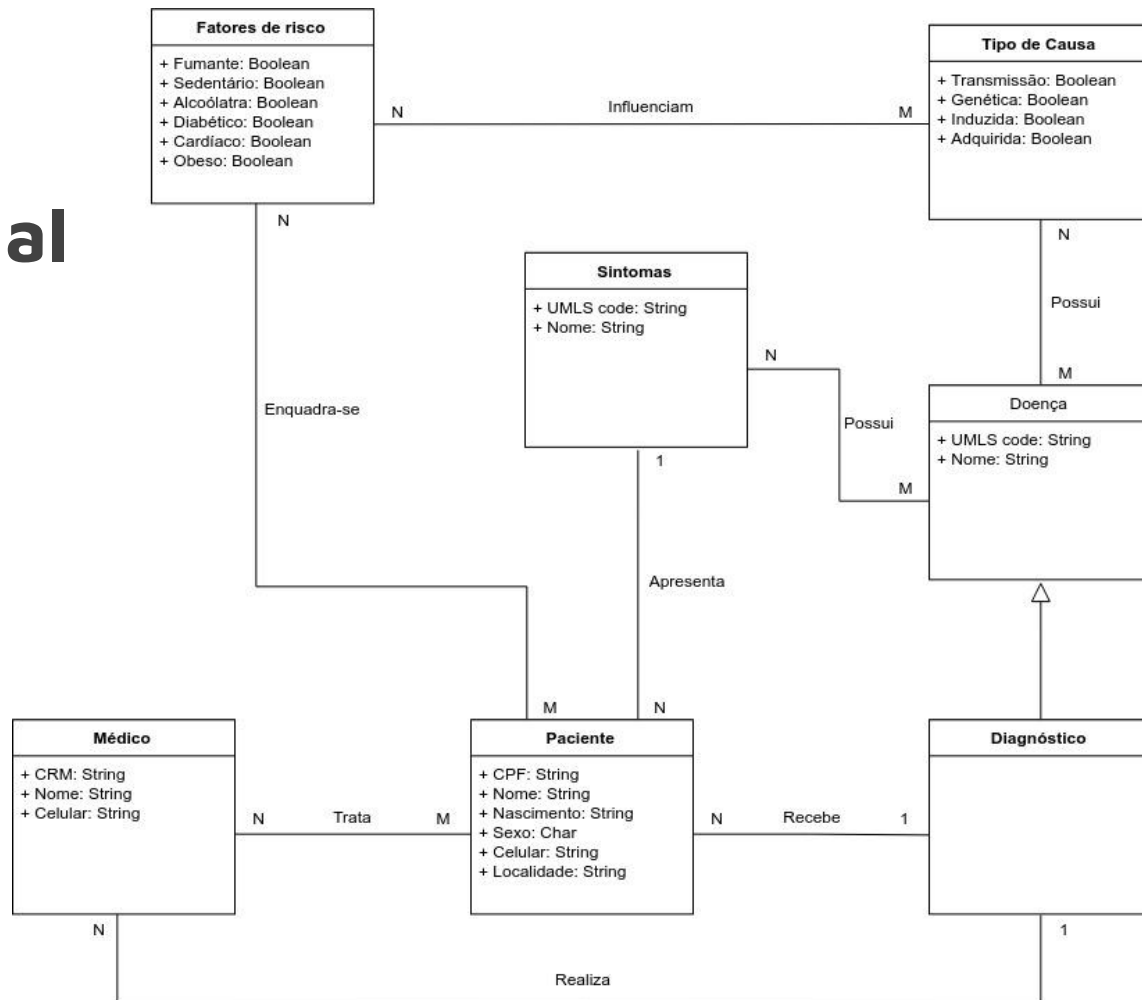 al
Fatores de risco
+ Fumante: Boolean
+ Sedentário: Boolean
+ Alcoólatra: Boolean
+ Diabético: Boolean
+ Cardíaco: Boolean
+ Obeso: Boolean
Tipo de Causa
+ Transmissão: Boolean
+ Genética: Boolean
+ Induzida: Boolean
+ Adquirida: Boolean
N
Influenciam
M
N
N
Sintomas
+ UMLS code: String
+ Nome: String
Possui
N
M
Enquadra-se
Possui
Doença
+ UMLS code: String
+ Nome: String
1
M
Apresenta
M
N
Médico
+ CRM: String
+ Nome: String
+ Celular: String
Paciente
+ CPF: String
+ Nome: String
+ Nascimento: String
+ Sexo: Char
+ Celular: String
+ Localidade: String
Diagnóstico
N
Trata
M
N
Recebe
1
N
1
Realiza